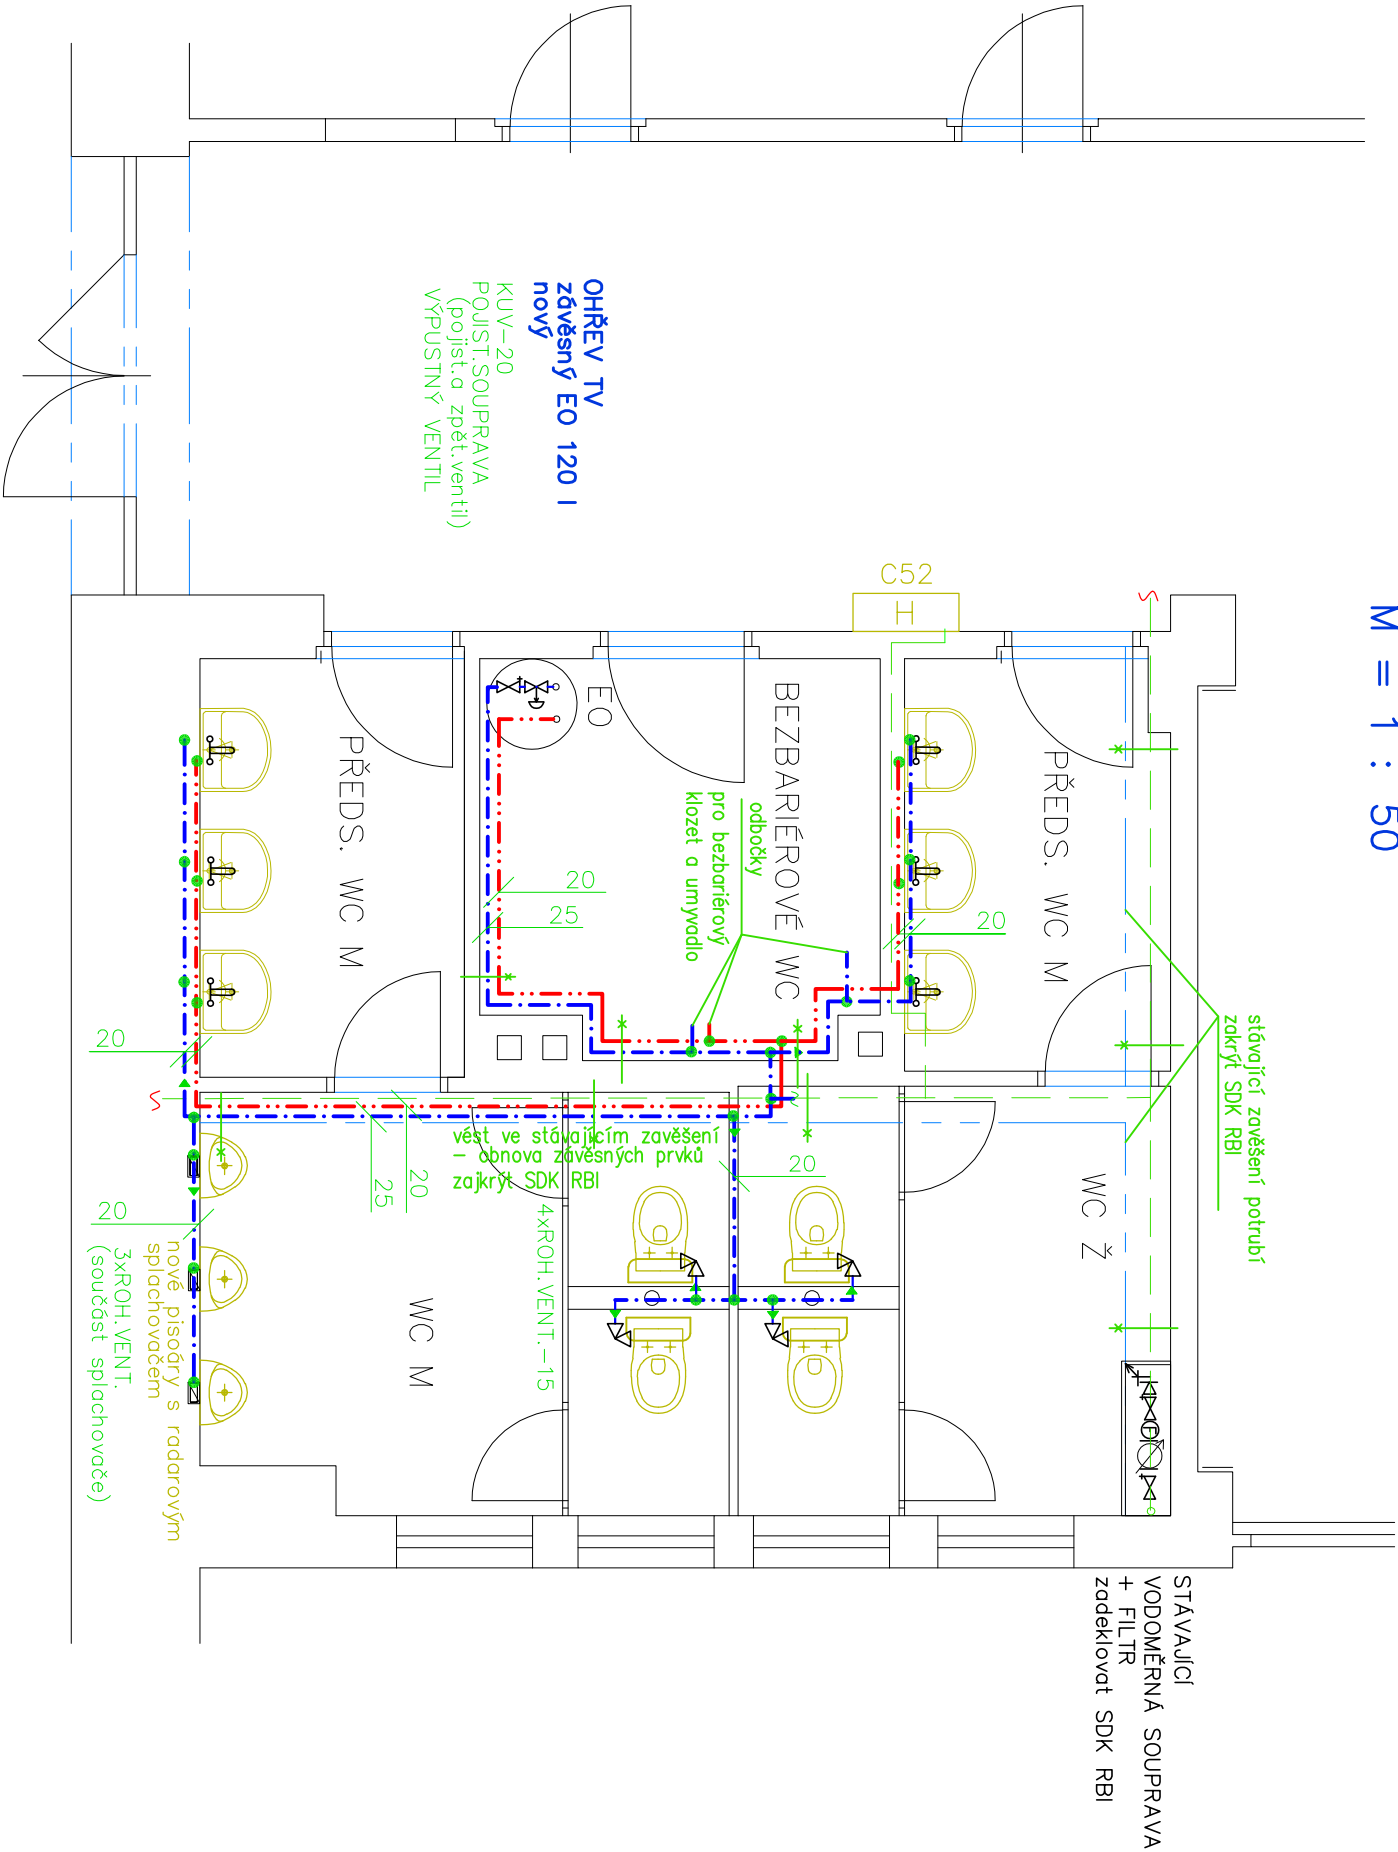 M = 1 : 50
OHŘEV TV
závěsný EO 120 l
nový
KUV-20
POJIST.SOUPRAVA
(pojist.a zpět.ventil)
VÝPUSTNÝ VENTIL
C52
H
EO
BEZBARIÉROVÉ WC
PŘEDS. WC M
PŘEDS. WC M
odbočky
pro bezbariérový
klozet a umyvadlo
20
25
20
20
stávající zavěšení potrubí
zakrýt SDK RBI
vést ve stávajícím zavěšení
- obnova závěsných prvků
zajkrýt SDK RBI
20
20
25
20
WC Ž
WC M
4xROH.VENT.-15
nové pisoáry s radarovým
splachovačem
3xROH.VENT.
(součást splachovače)
STÁVAJÍCÍ
VODOMĚRNÁ SOUPRAVA
+ FILTR
zadeklovat SDK RBI